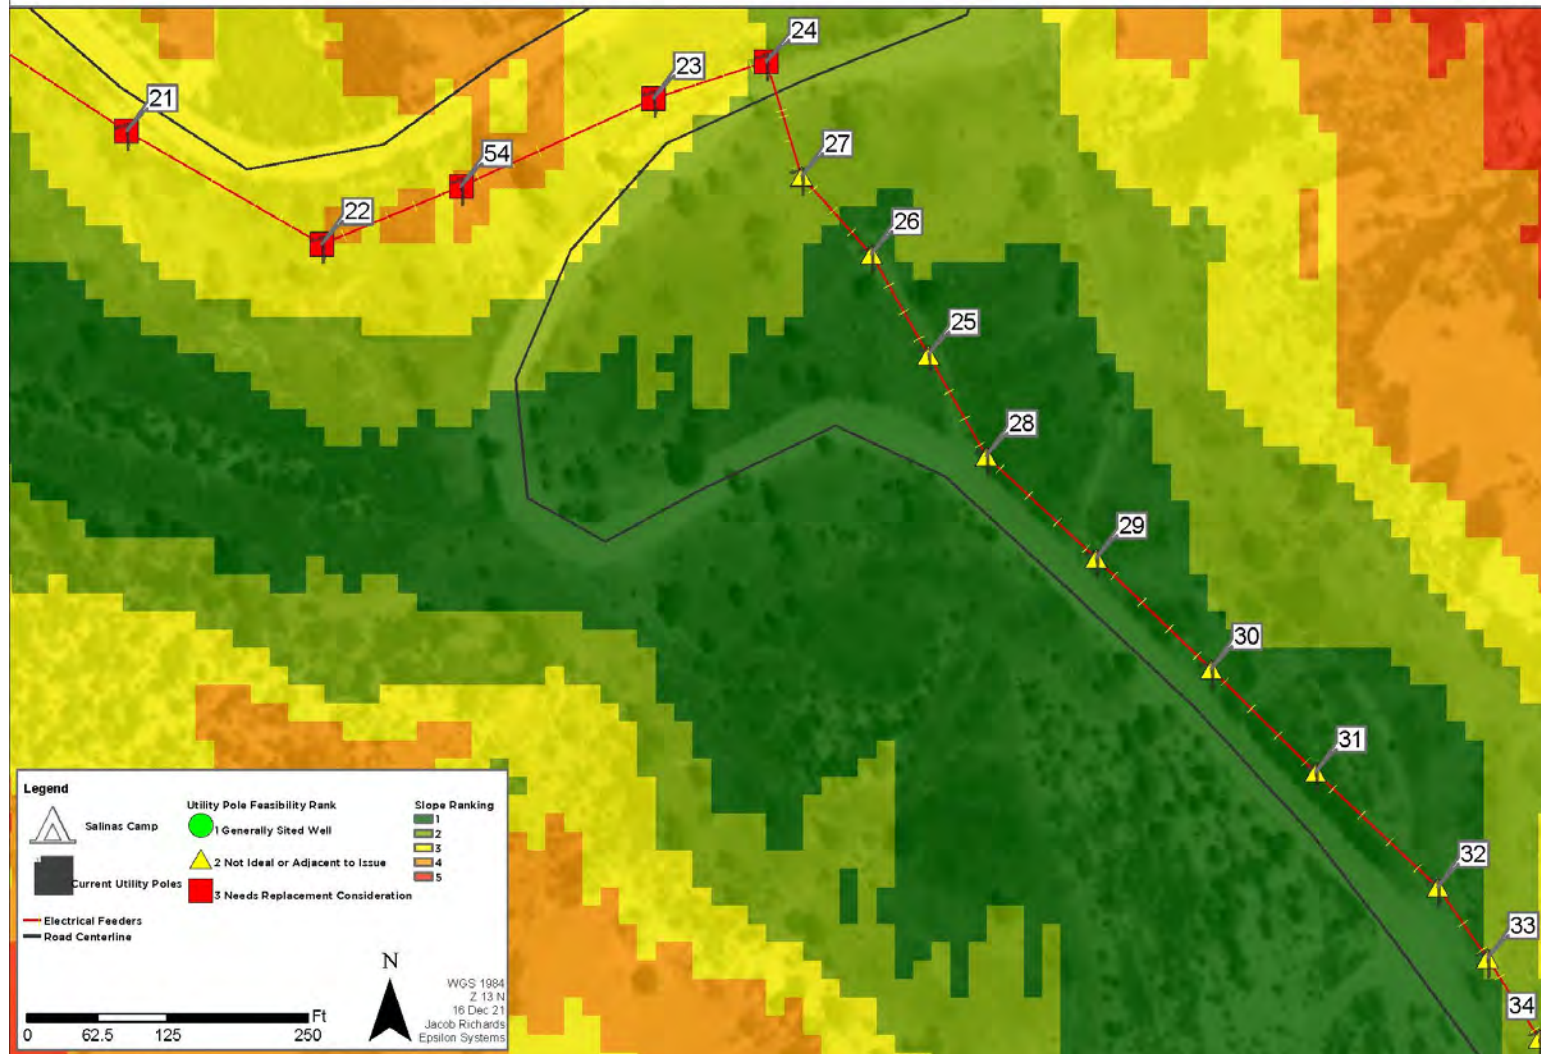 24
23
21
27
54
22
26
25
28
29
30
31
32
33
34
Legend
Salinas Camp
Current Utility Poles
Electrical Feeders
Road Centerline
Utility Pole Feasibility Rank
1 Generally Sited Well
2 Not Ideal or Adjacent to Issue
3 Needs Replacement Consideration
Slope Ranking
1
2
3
4
5
N
WGS 1984
Z 13 N
16 Dec 21
Jacob Richards
Epsilon Systems
Ft
0 62.5 125 250